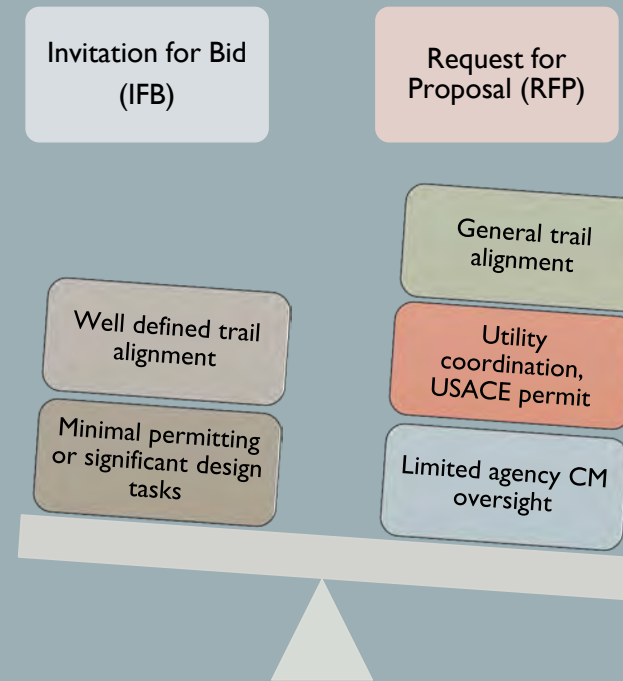 Invitation for Bid
(IFB)
Request for
Proposal (RFP)
Well defined trail
alignment
Minimal permitting
or significant design
tasks
General trail
alignment
Utility
coordination,
USACE permit
Limited agency CM
oversight